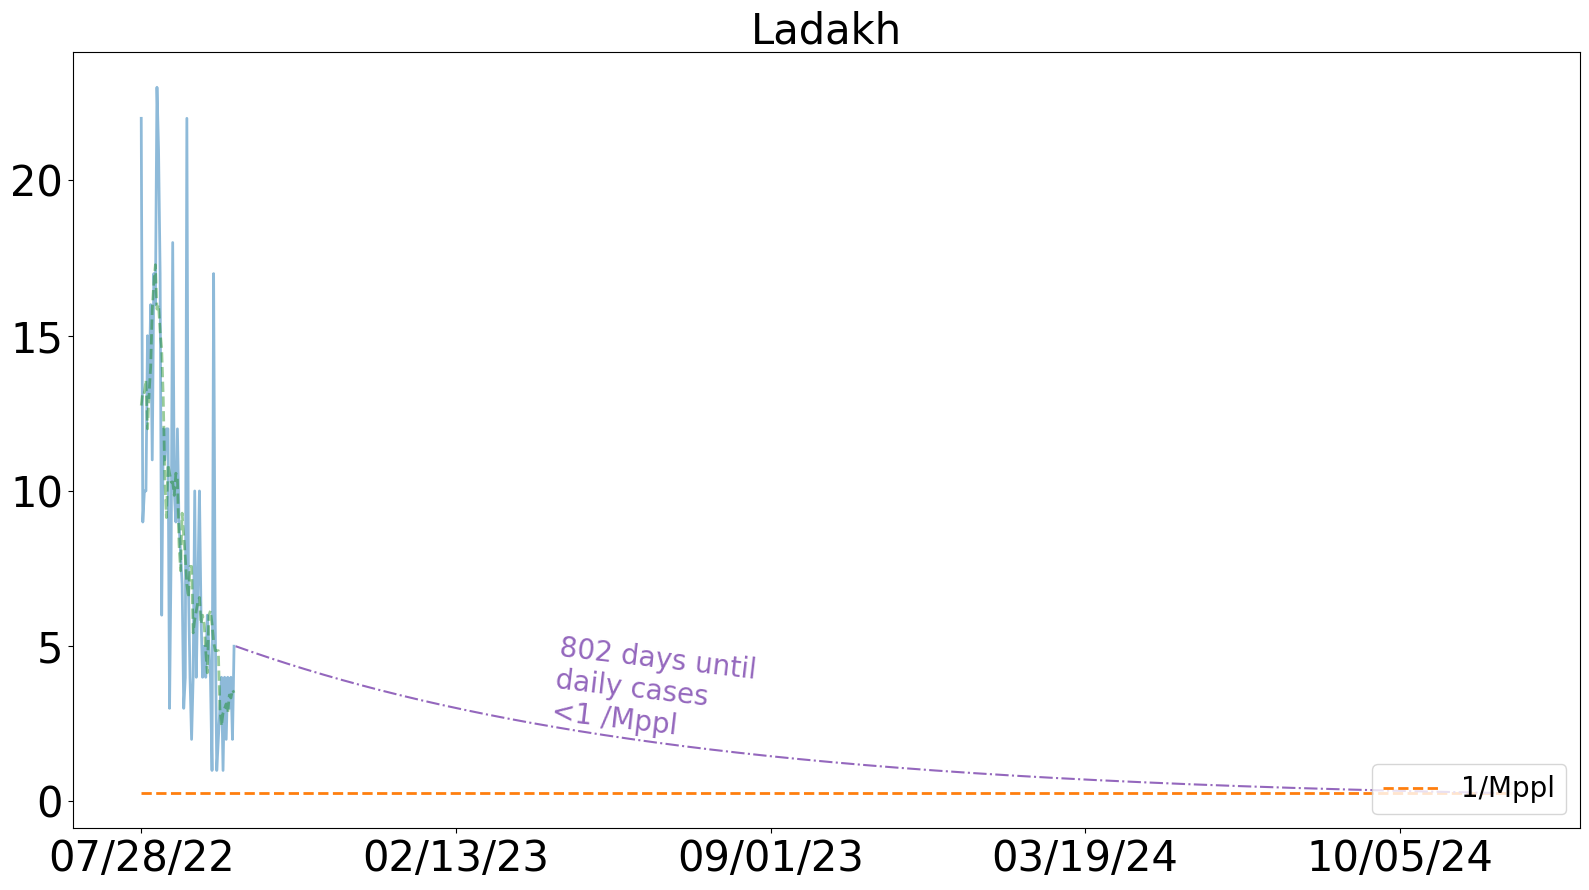 Ladakh
20
15
10
5
0
802 days until
daily cases
<1 /Mppl
1/Mppl
07/28/22 02/13/23 09/01/23 03/19/24 10/05/24